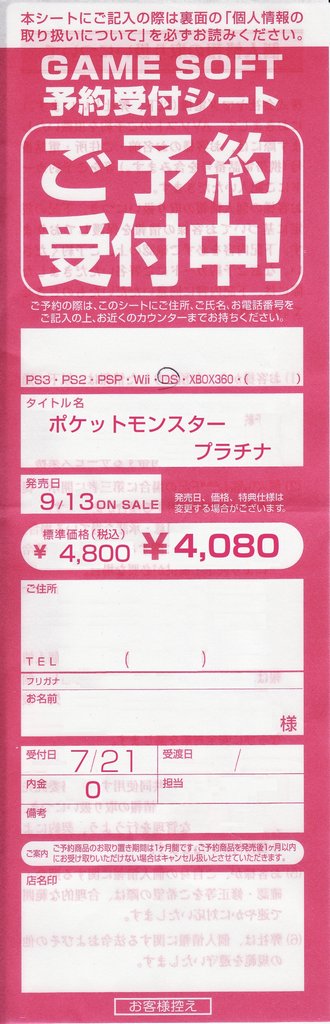 本シートにご記入の際は裏面の「個人情報の
取り扱いについて」を必ずお読みください。
GAME SOFT
予約受付シート
ご予約
受付中!
ご予約の際は、このシートにご住所、ご氏名、お電話番号を
ご記入の上、お近くのカウンターまでお持ちください。
PS3・PS2・PSP・Wii・DS・XBOX360・(　　　)
タイトル名
ポケットモンスター
プラチナ
発売日
9/13 ON SALE
発売日、価格、特典仕様は
変更する場合がございます。
標準価格(税込)
¥ 4,800 ¥4,080
ご住所
TEL　　(　　　)
フリガナ
お名前
様
受付日 7/21 受渡日 /
内金 0 担当
備考
ご案内 ご予約商品のお取り置き期間は1ヶ月間です。ご予約商品を発売後1ヶ月以内
にお受け取りいただけない場合はキャンセル扱いとさせていただきます。
店名印
お客様控え